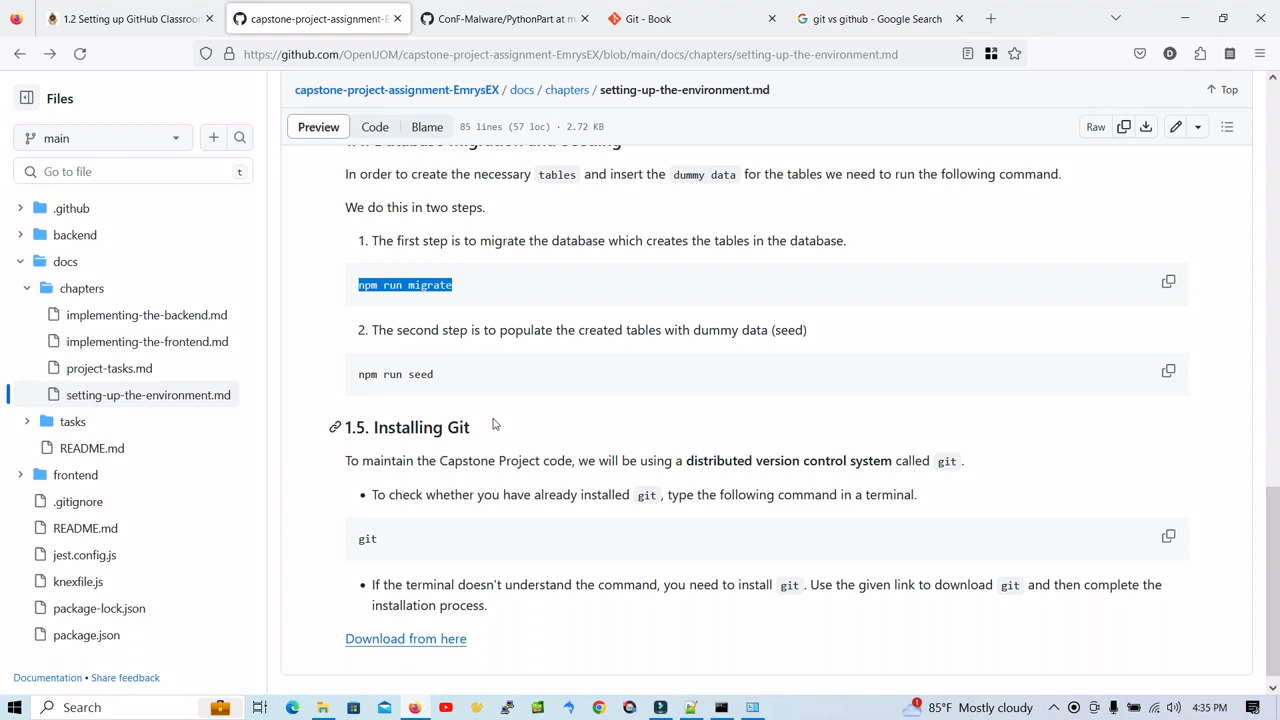 1.2 Setting up GitHub Classroom
capstone-project-assignment-E
ConF-Malware/PythonPart at m
Git - Book
git vs github - Google Search
https://github.com/OpenUOM/capstone-project-assignment-EmrysEX/blob/main/docs/chapters/setting-up-the-environment.md
D
Files
main
Go to file
t
.github
backend
docs
chapters
implementing-the-backend.md
implementing-the-frontend.md
project-tasks.md
setting-up-the-environment.md
tasks
README.md
frontend
.gitignore
README.md
jest.config.js
knexfile.js
package-lock.json
package.json
Documentation • Share feedback
capstone-project-assignment-EmrysEX / docs / chapters / setting-up-the-environment.md
Top
Preview
Code
Blame
85 lines (57 loc) · 2.72 KB
Raw
1.4. Database Migration and Seeding
In order to create the necessary tables and insert the dummy data for the tables we need to run the following command.
We do this in two steps.
1. The first step is to migrate the database which creates the tables in the database.
npm run migrate
2. The second step is to populate the created tables with dummy data (seed)
npm run seed
1.5. Installing Git
To maintain the Capstone Project code, we will be using a distributed version control system called git.
• To check whether you have already installed git, type the following command in a terminal.
git
• If the terminal doesn't understand the command, you need to install git. Use the given link to download git and then complete the
installation process.
Download from here
Search
1
85°F Mostly cloudy
4:35 PM